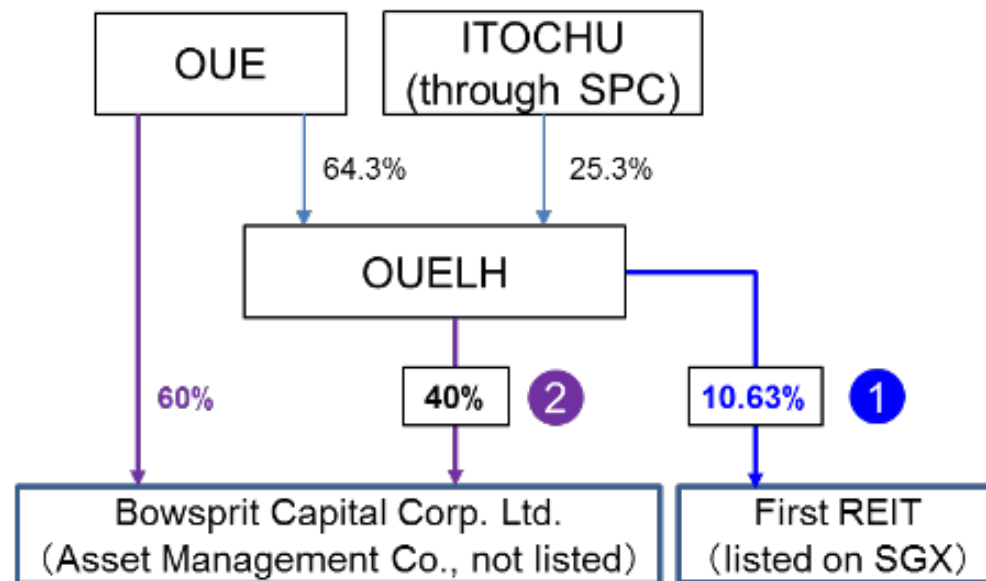 OUE
ITOCHU
(through SPC)
64.3%
25.3%
OUELH
60%
40%
2
10.63%
1
Bowsprit Capital Corp. Ltd.
（Asset Management Co., not listed）
First REIT
（listed on SGX）